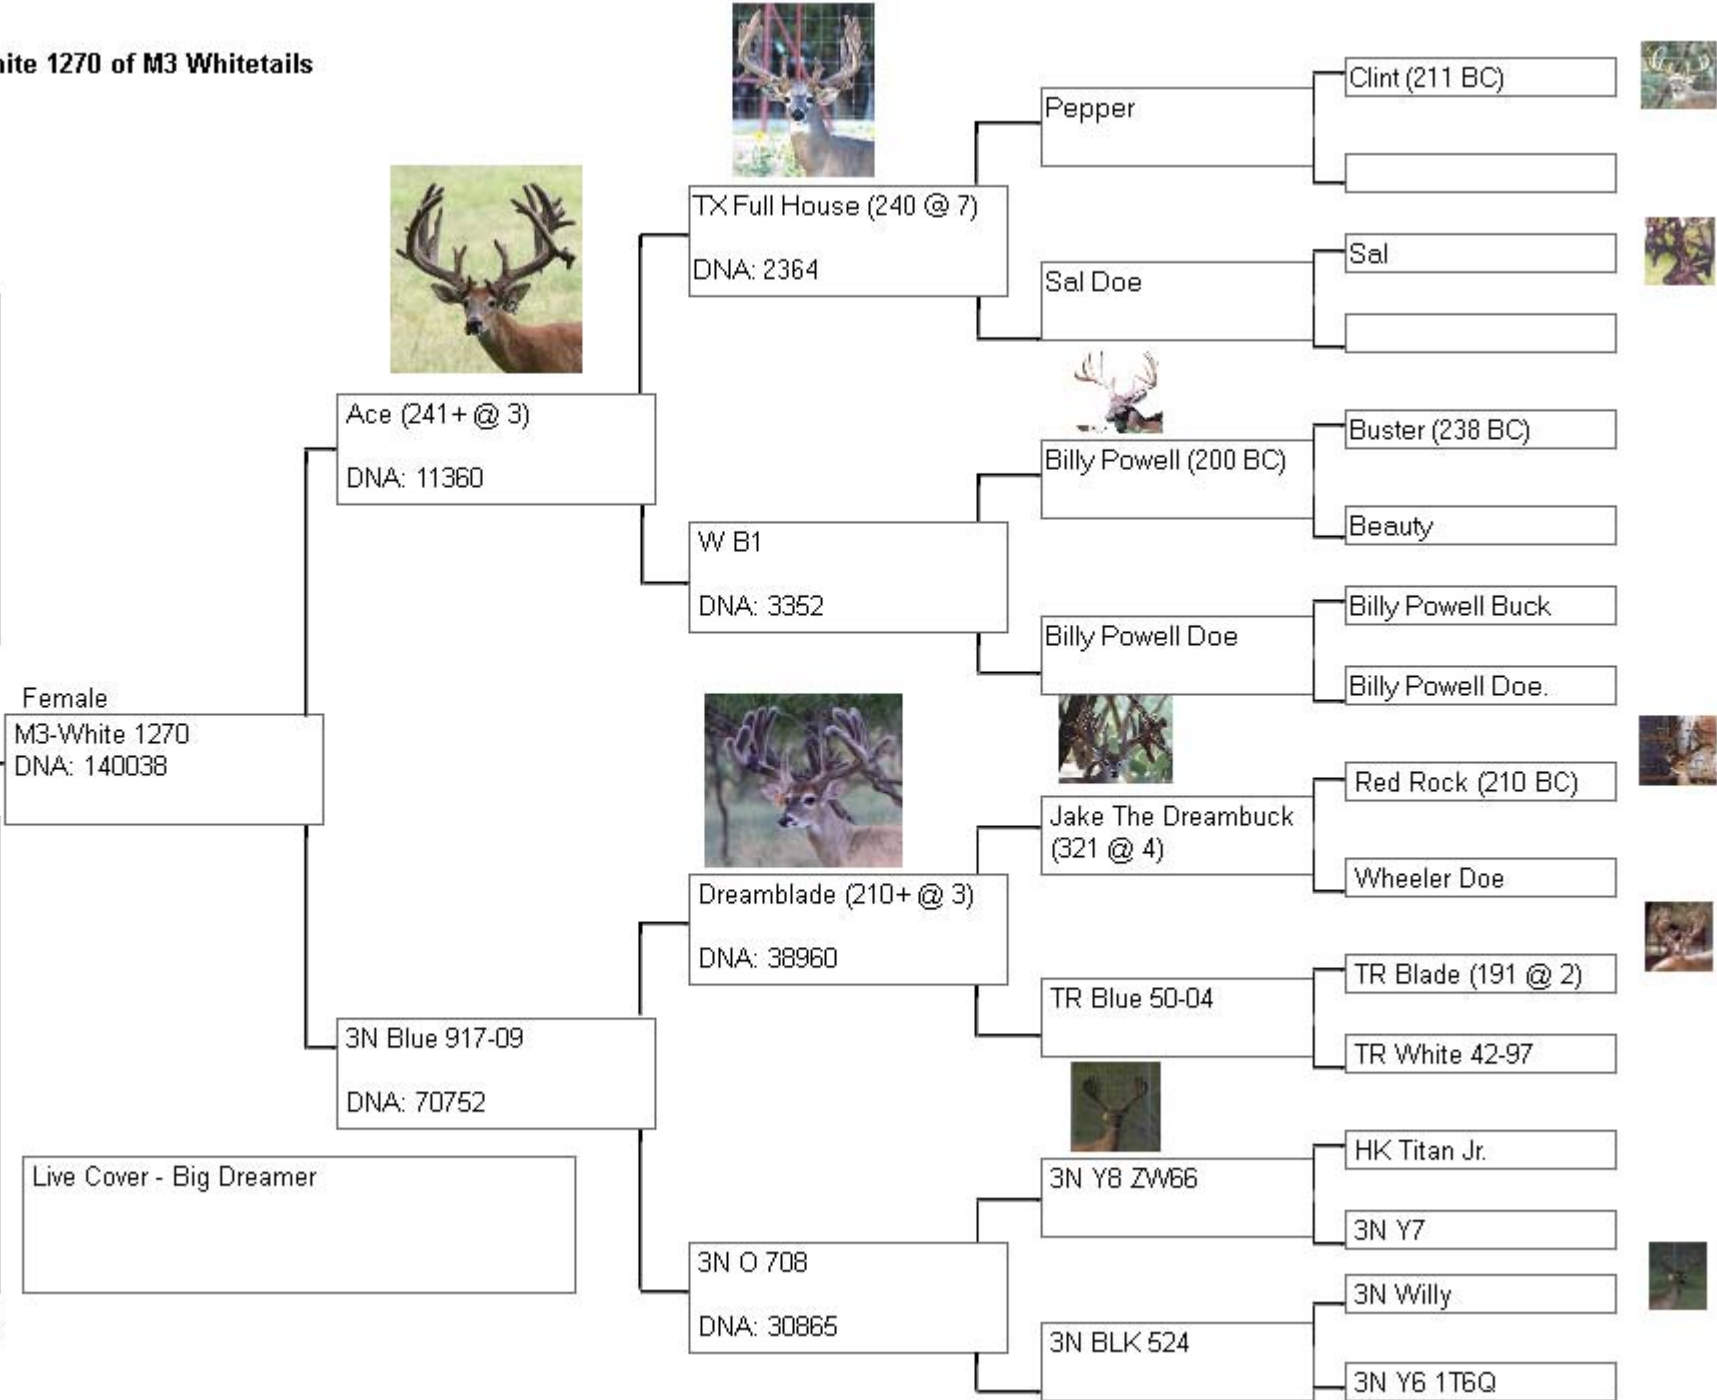 ite 1270 of M3 Whitetails
Female
M3-White 1270
DNA: 140038
Ace (241+ @ 3)
DNA: 11360
3N Blue 917-09
DNA: 70752
Live Cover - Big Dreamer
TX Full House (240 @ 7)
DNA: 2364
W B1
DNA: 3352
Dreamblade (210+ @ 3)
DNA: 38960
3N O 708
DNA: 30865
Pepper
Sal Doe
Billy Powell (200 BC)
Billy Powell Doe
Jake The Dreambuck
(321 @ 4)
TR Blue 50-04
3N Y8 ZW66
3N BLK 524
Clint (211 BC)
Sal
Buster (238 BC)
Beauty
Billy Powell Buck
Billy Powell Doe.
Red Rock (210 BC)
Wheeler Doe
TR Blade (191 @ 2)
TR White 42-97
HK Titan Jr.
3N Y7
3N Willy
3N Y6 1T6Q